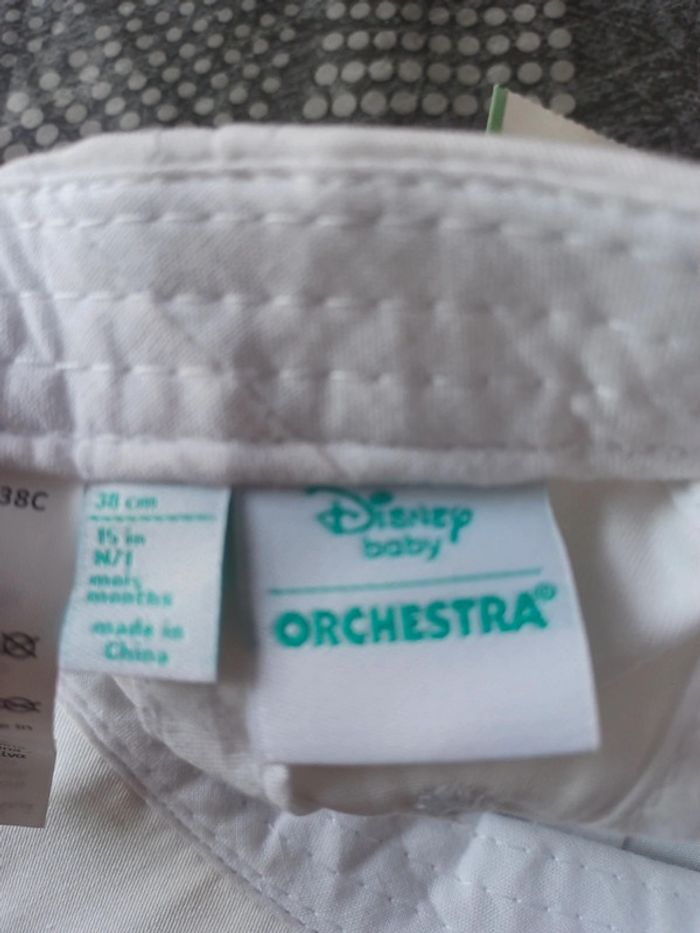 38C
38 cm
15 in
N/1
mois
months
made in
China
Disney
baby
ORCHESTRA®